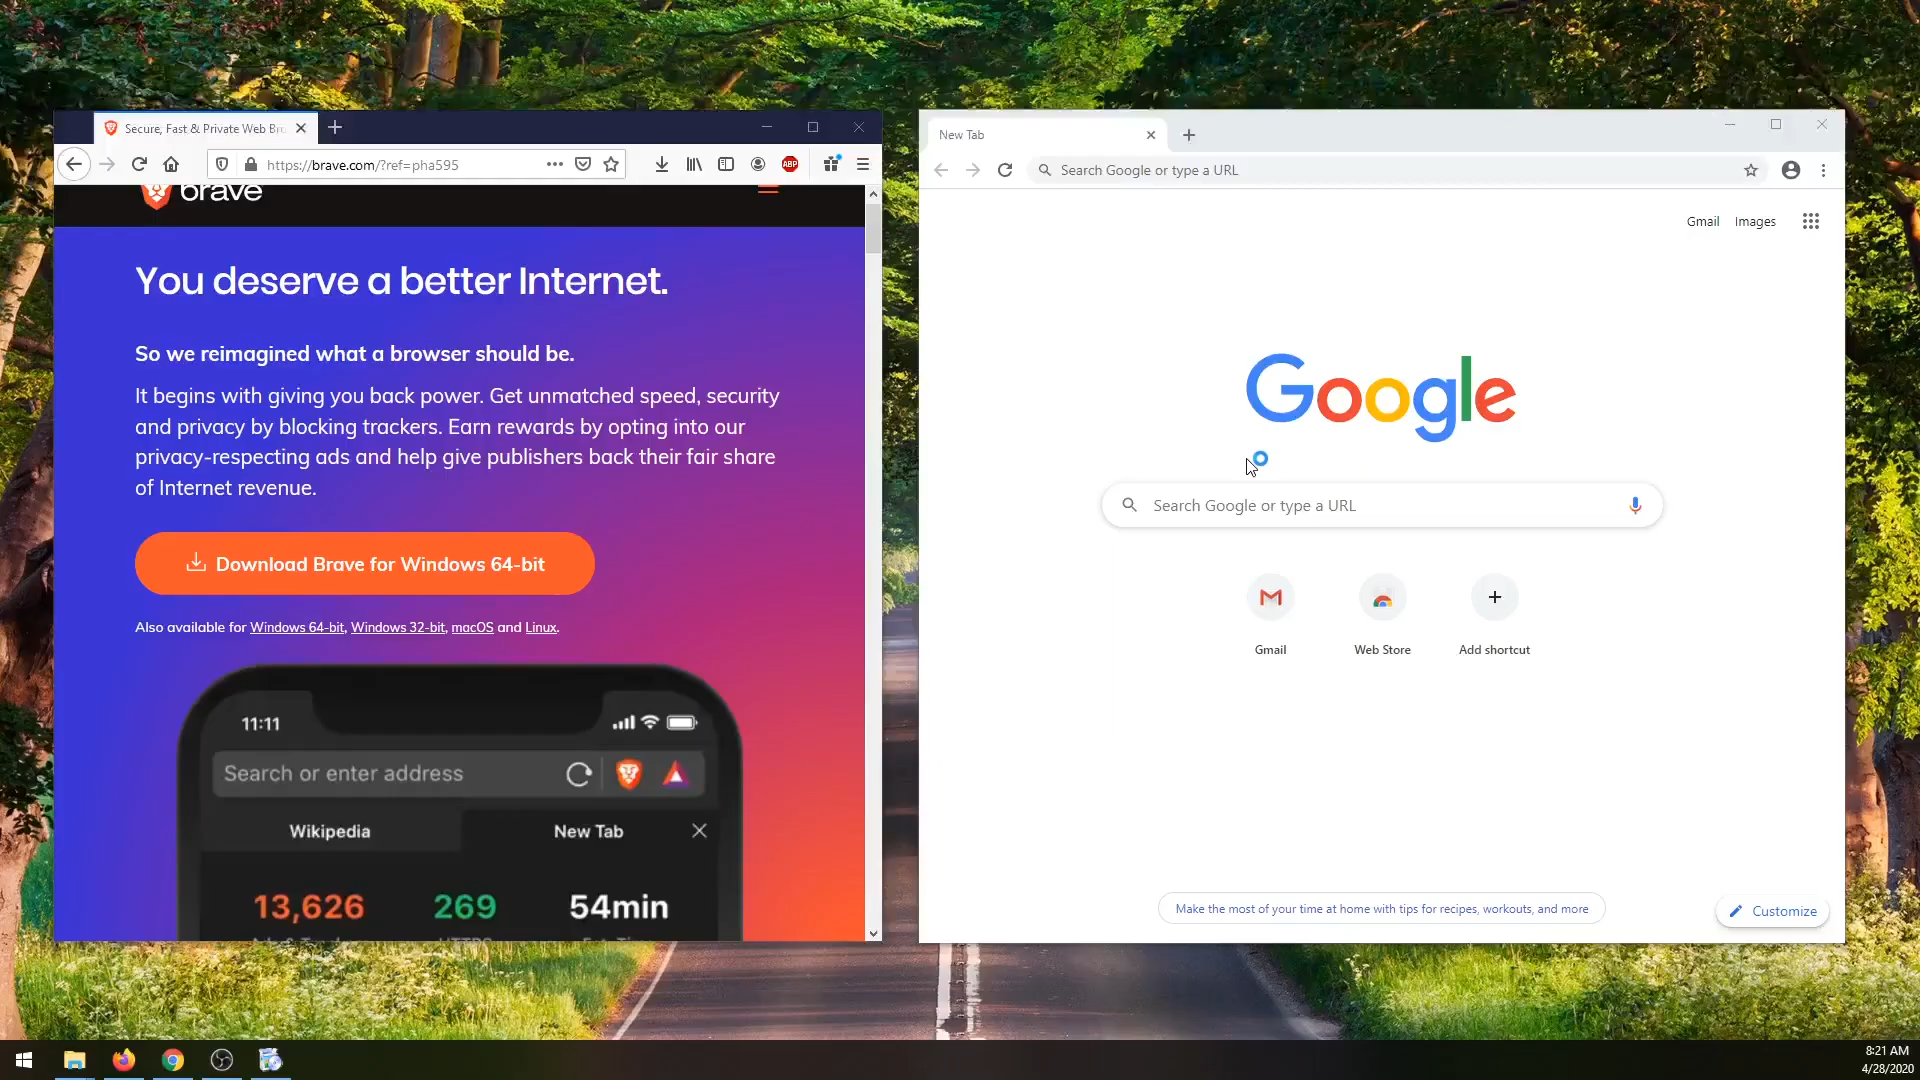 Secure, Fast & Private Web Bro
https://brave.com/?ref=pha595
ABP
brave
You deserve a better Internet.
So we reimagined what a browser should be.
It begins with giving you back power. Get unmatched speed, security
and privacy by blocking trackers. Earn rewards by opting into our
privacy-respecting ads and help give publishers back their fair share
of Internet revenue.
Download Brave for Windows 64-bit
Also available for Windows 64-bit, Windows 32-bit, macOS and Linux.
11:11
Search or enter address
Wikipedia
New Tab
13,626
269
54min
New Tab
Search Google or type a URL
Gmail
Images
Google
Search Google or type a URL
Gmail
Web Store
Add shortcut
Make the most of your time at home with tips for recipes, workouts, and more
Customize
8:21 AM
4/28/2020